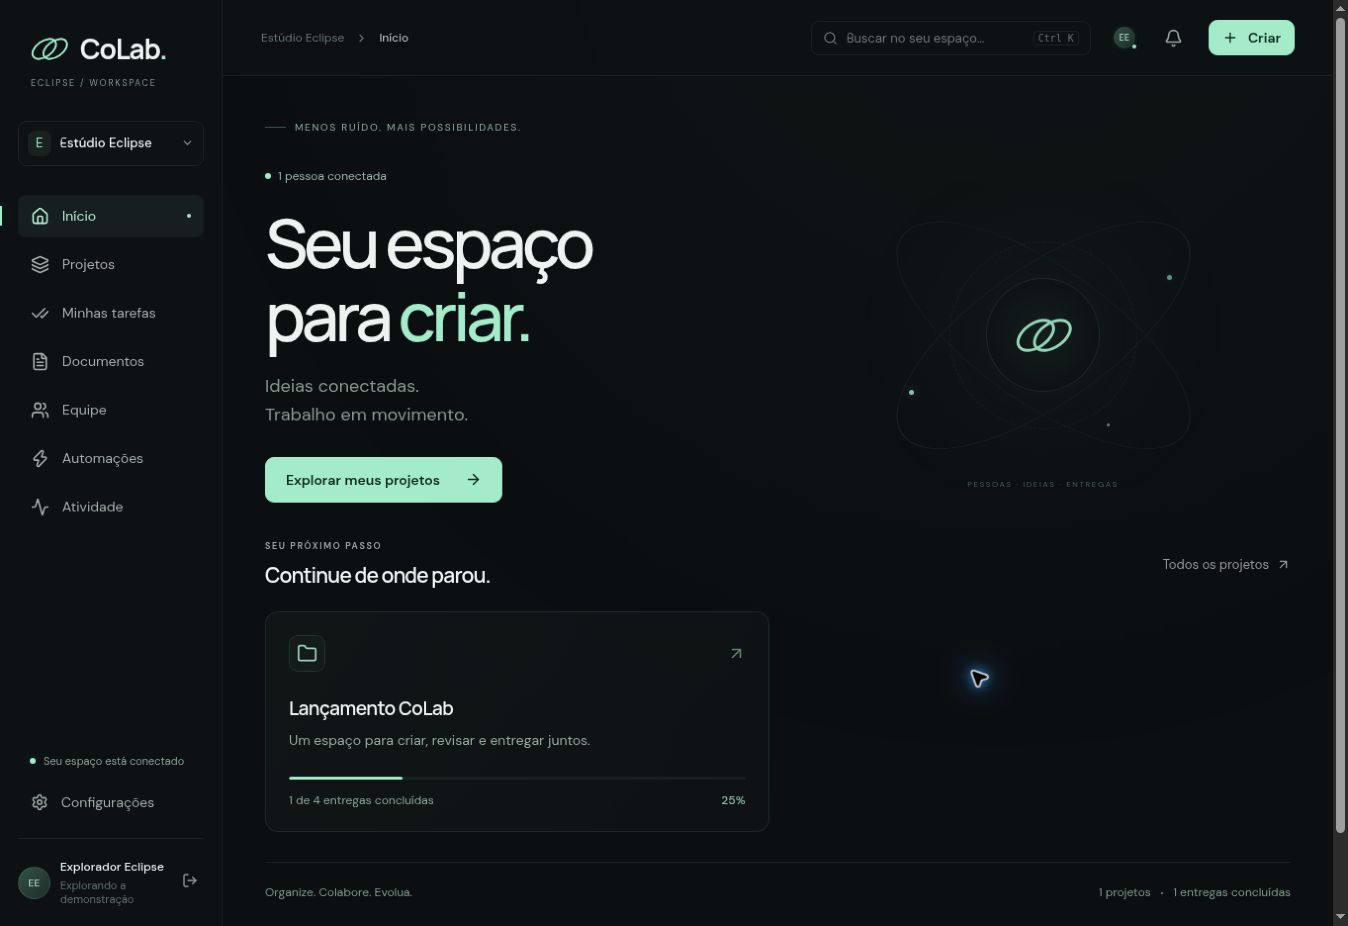 CoLab.
ECLIPSE / WORKSPACE
E
Estúdio Eclipse
Início
Projetos
Minhas tarefas
Documentos
Equipe
Automações
Atividade
Seu espaço está conectado
Configurações
EE
Explorador Eclipse
Explorando a
demonstração
Estúdio Eclipse > Início
Buscar no seu espaço...
Ctrl K
EE
Criar
MENOS RUÍDO. MAIS POSSIBILIDADES.
1 pessoa conectada
Seu espaço
para criar.
Ideias conectadas.
Trabalho em movimento.
Explorar meus projetos
PESSOAS · IDEIAS · ENTREGAS
SEU PRÓXIMO PASSO
Continue de onde parou.
Todos os projetos
Lançamento CoLab
Um espaço para criar, revisar e entregar juntos.
1 de 4 entregas concluídas
25%
Organize. Colabore. Evolua.
1 projetos · 1 entregas concluídas